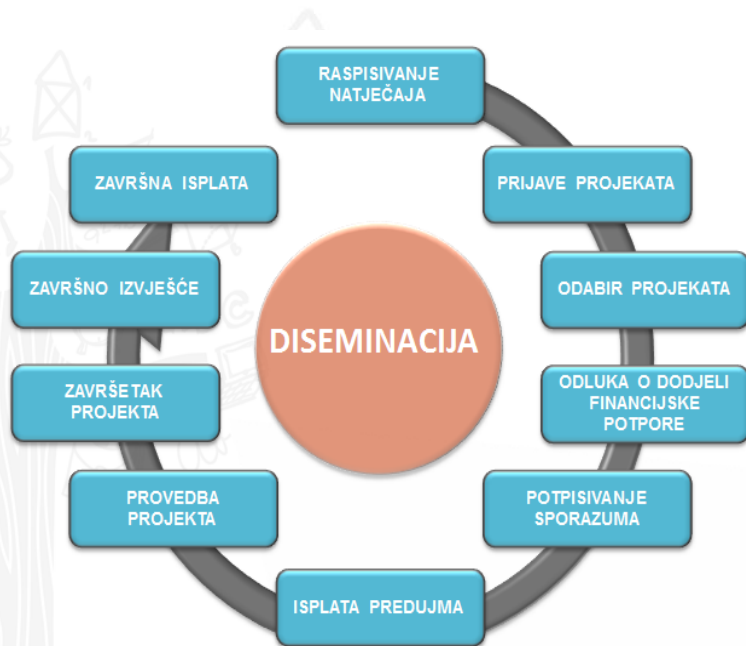 RASPISIVANJE
NATJEČAJA
PRIJAVE PROJEKATA
ODABIR PROJEKATA
ODLUKA O DODJELI
FINANCIJSKE
POTPORE
POTPISIVANJE
SPORAZUMA
ISPLATA PREDUJMA
PROVEDBA
PROJEKTA
ZAVRŠETAK
PROJEKTA
ZAVRŠNO IZVJEŠĆE
ZAVRŠNA ISPLATA
DISEMINACIJA